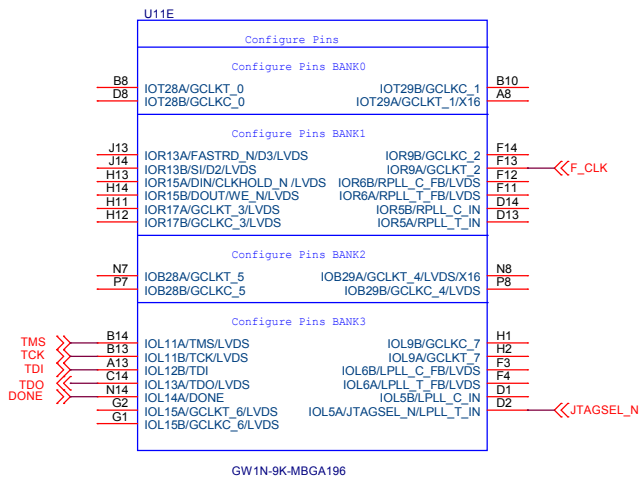 U11E
Configure Pins
Configure Pins BANK0
B8 IOT28A/GCLKT_0 IOT29B/GCLKC_1 B10
D8 IOT28B/GCLKC_0 IOT29A/GCLKT_1/X16 A8
Configure Pins BANK1
J13 IOR13A/FASTRD_N/D3/LVDS IOR9B/GCLKC_2 F14
J14 IOR13B/SI/D2/LVDS IOR9A/GCLKT_2 F13 F_CLK
H13 IOR15A/DIN/CLKHOLD_N /LVDS IOR6B/RPLL_C_FB/LVDS F12
H14 IOR15B/DOUT/WE_N/LVDS IOR6A/RPLL_T_FB/LVDS F11
H11 IOR17A/GCLKT_3/LVDS IOR5B/RPLL_C_IN D14
H12 IOR17B/GCLKC_3/LVDS IOR5A/RPLL_T_IN D13
Configure Pins BANK2
N7 IOB28A/GCLKT_5 IOB29A/GCLKT_4/LVDS/X16 N8
P7 IOB28B/GCLKC_5 IOB29B/GCLKC_4/LVDS P8
Configure Pins BANK3
TMS B14 IOL11A/TMS/LVDS IOL9B/GCLKC_7 H1
TCK B13 IOL11B/TCK/LVDS IOL9A/GCLKT_7 H2
TDI A13 IOL12B/TDI IOL6B/LPLL_C_FB/LVDS F3
TDO C14 IOL13A/TDO/LVDS IOL6A/LPLL_T_FB/LVDS F4
DONE N14 IOL14A/DONE IOL5B/LPLL_C_IN D1
G2 IOL15A/GCLKT_6/LVDS IOL5A/JTAGSEL_N/LPLL_T_IN D2 JTAGSEL_N
G1 IOL15B/GCLKC_6/LVDS
GW1N-9K-MBGA196